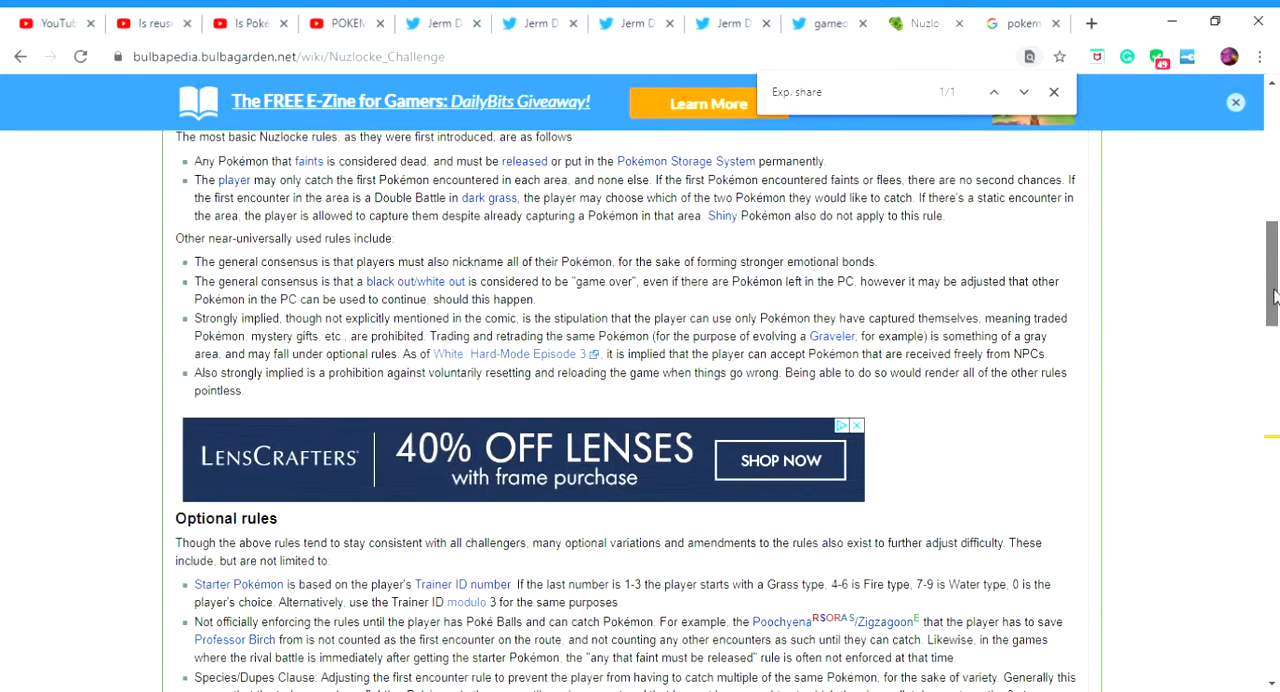 YouTub
Is reus
Is Poké
POKEM
Jerm D
Jerm D
Jerm D
Jerm D
gamed
Nuzlo
pokem
bulbapedia.bulbagarden.net/wiki/Nuzlocke_Challenge
49
Exp. share 1/1
The FREE E-Zine for Gamers: DailyBits Giveaway!
Learn More
The most basic Nuzlocke rules, as they were first introduced, are as follows:
Any Pokémon that faints is considered dead, and must be released or put in the Pokémon Storage System permanently.
The player may only catch the first Pokémon encountered in each area, and none else. If the first Pokémon encountered faints or flees, there are no second chances. If
the first encounter in the area is a Double Battle in dark grass, the player may choose which of the two Pokémon they would like to catch. If there's a static encounter in
the area, the player is allowed to capture them despite already capturing a Pokémon in that area. Shiny Pokémon also do not apply to this rule.
Other near-universally used rules include:
The general consensus is that players must also nickname all of their Pokémon, for the sake of forming stronger emotional bonds.
The general consensus is that a black out/white out is considered to be "game over", even if there are Pokémon left in the PC, however it may be adjusted that other
Pokémon in the PC can be used to continue, should this happen.
Strongly implied, though not explicitly mentioned in the comic, is the stipulation that the player can use only Pokémon they have captured themselves, meaning traded
Pokémon, mystery gifts, etc., are prohibited. Trading and retrading the same Pokémon (for the purpose of evolving a Graveler, for example) is something of a gray
area, and may fall under optional rules. As of White Hard-Mode Episode 3, it is implied that the player can accept Pokémon that are received freely from NPCs.
Also strongly implied is a prohibition against voluntarily resetting and reloading the game when things go wrong. Being able to do so would render all of the other rules
pointless.
LENSCRAFTERS
40% OFF LENSES
with frame purchase
SHOP NOW
Optional rules
Though the above rules tend to stay consistent with all challengers, many optional variations and amendments to the rules also exist to further adjust difficulty. These
include, but are not limited to:
Starter Pokémon is based on the player's Trainer ID number. If the last number is 1-3 the player starts with a Grass type, 4-6 is Fire type, 7-9 is Water type, 0 is the
player's choice. Alternatively, use the Trainer ID modulo 3 for the same purposes.
Not officially enforcing the rules until the player has Poké Balls and can catch Pokémon. For example, the PoochyenaRSORAS/ZigzagoonE that the player has to save
Professor Birch from is not counted as the first encounter on the route, and not counting any other encounters as such until they can catch. Likewise, in the games
where the rival battle is immediately after getting the starter Pokémon, the "any that faint must be released" rule is often not enforced at that time.
Species/Dupes Clause: Adjusting the first encounter rule to prevent the player from having to catch multiple of the same Pokémon, for the sake of variety. Generally this